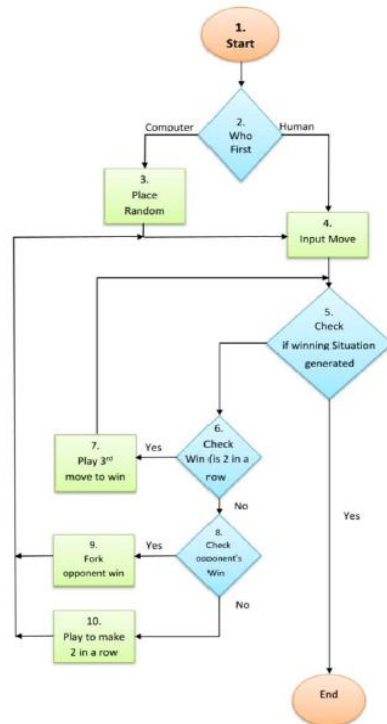 1.
Start
Computer
2.
Who
First
Human
3.
Place
Random
4.
Input Move
5.
Check
if winning Situation
generated
6.
Check
Win is 2 in a
row
Yes
7.
Play 3rd
move to win
No
8.
Check
opponent's
Win
Yes
9.
Fork
opponent win
No
10.
Play to make
2 in a row
Yes
End